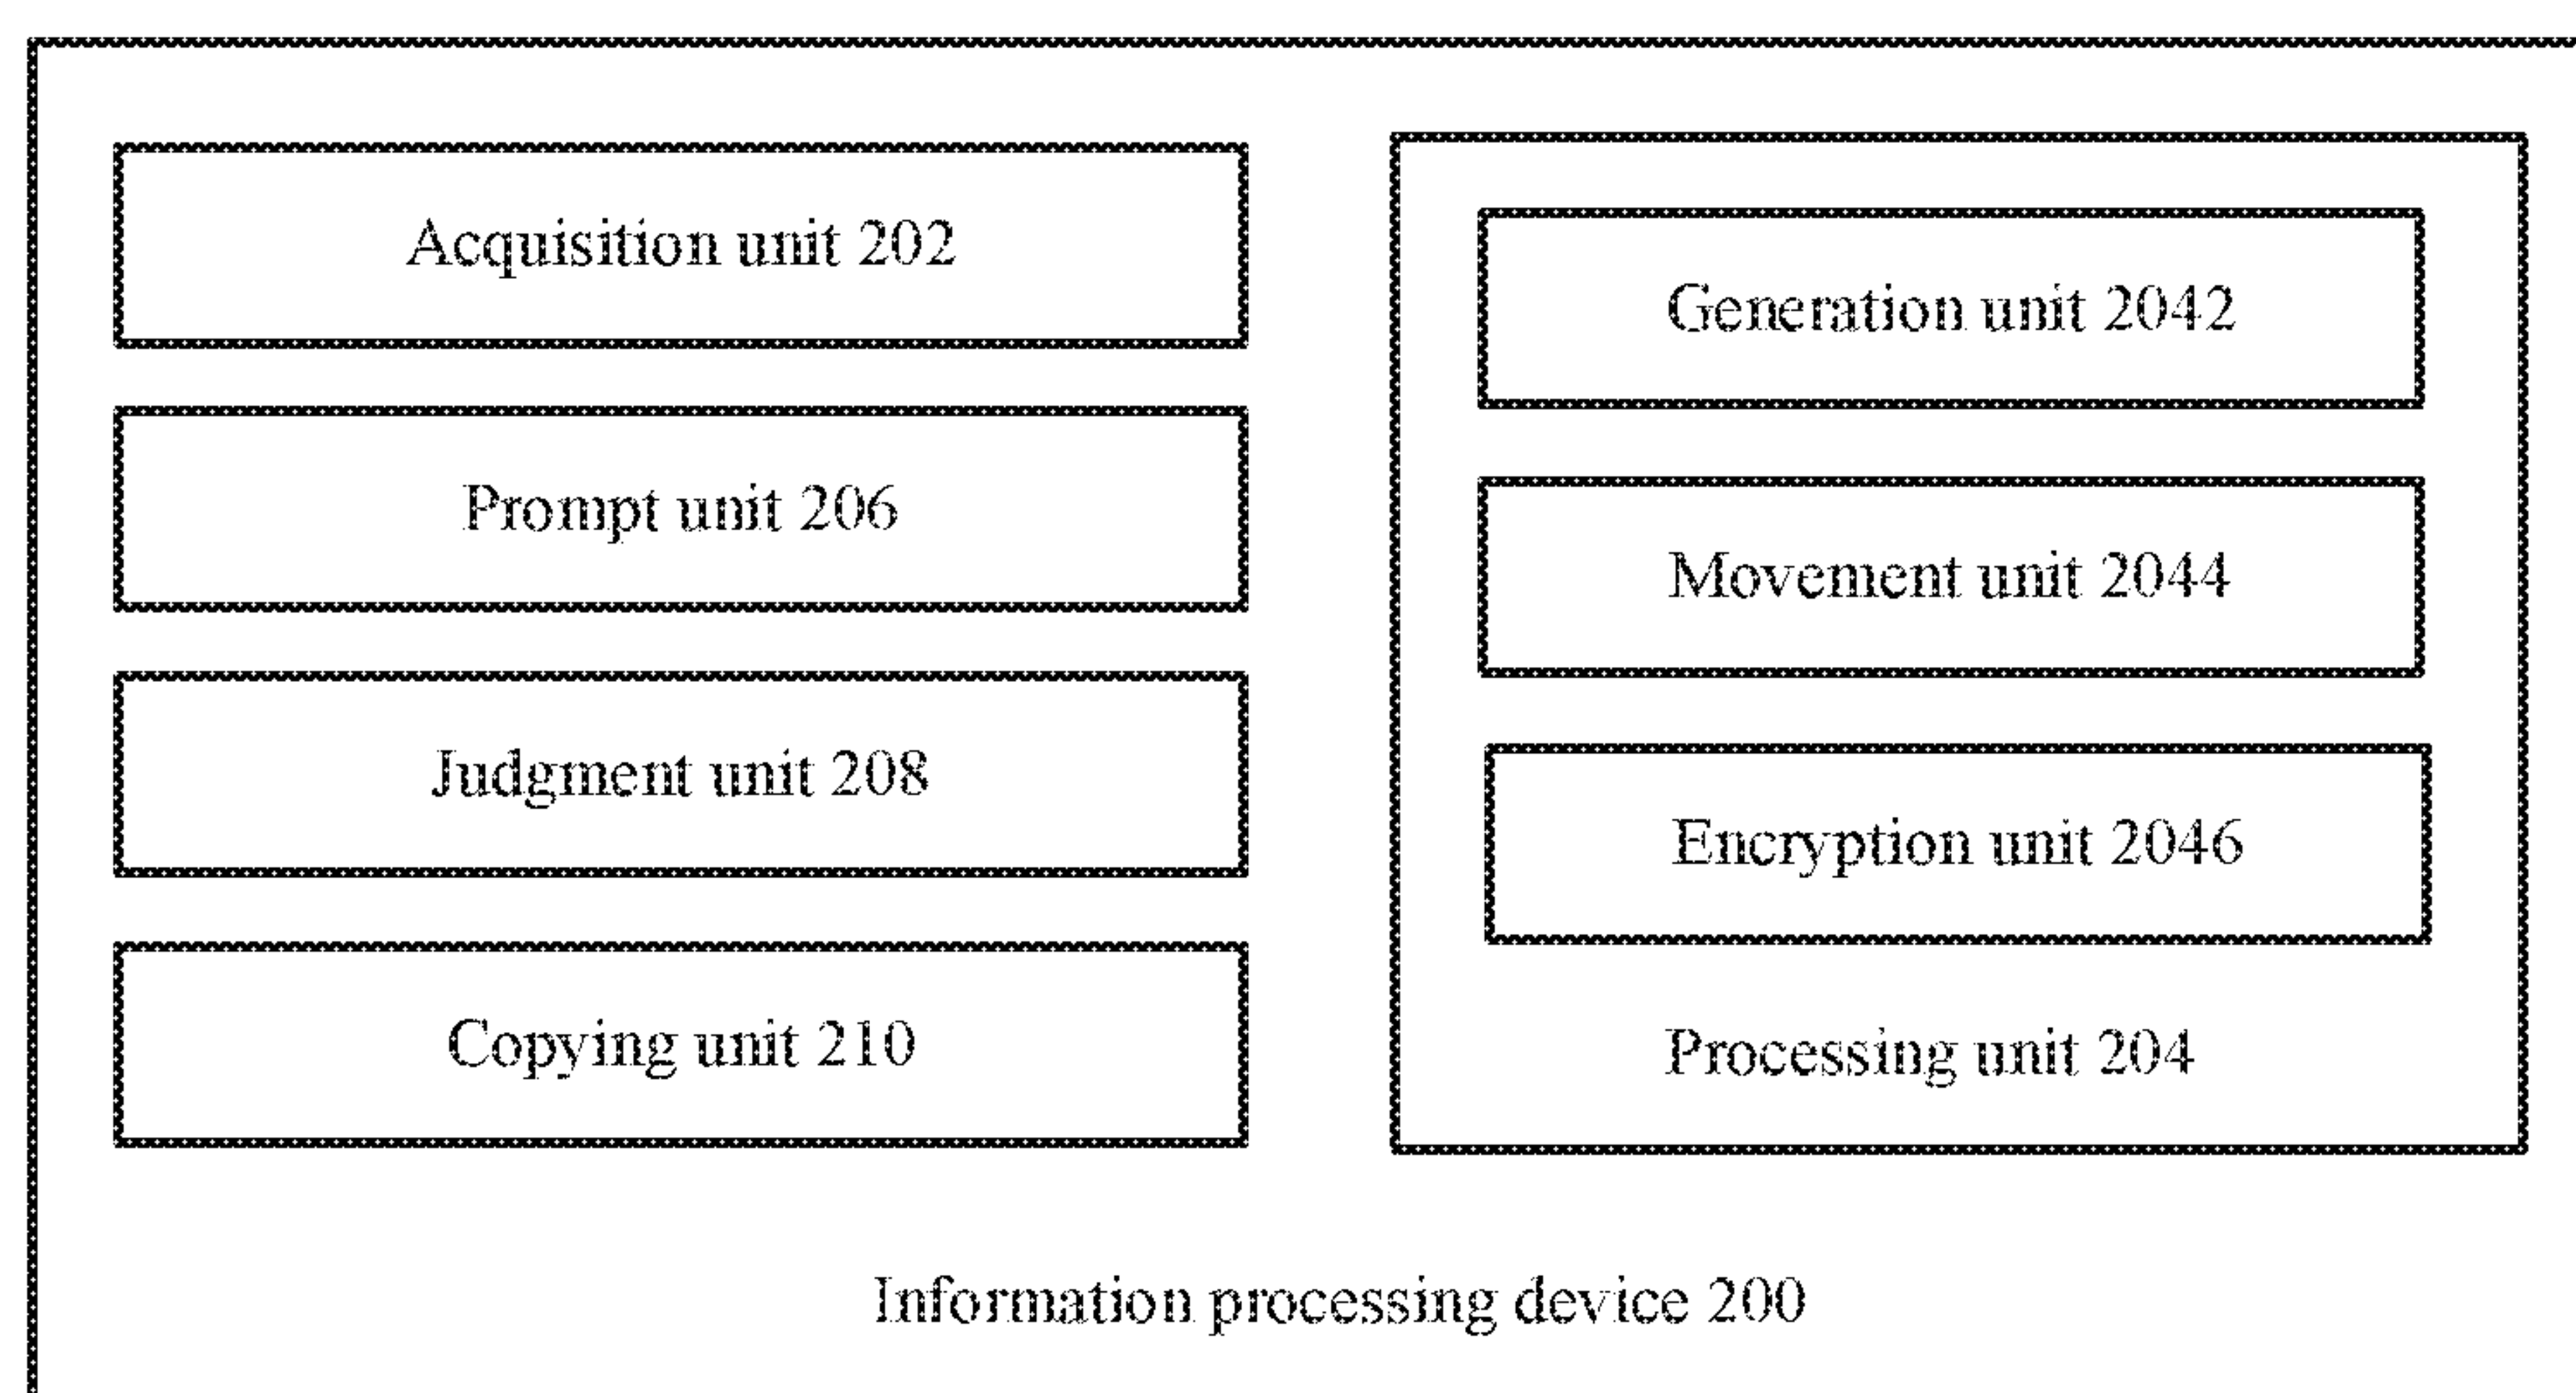 Acquisition unit 202
Prompt unit 206
Judgment unit 208
Copying unit 210
Generation unit 2042
Movement unit 2044
Encryption unit 2046
Processing unit 204
Information processing device 200